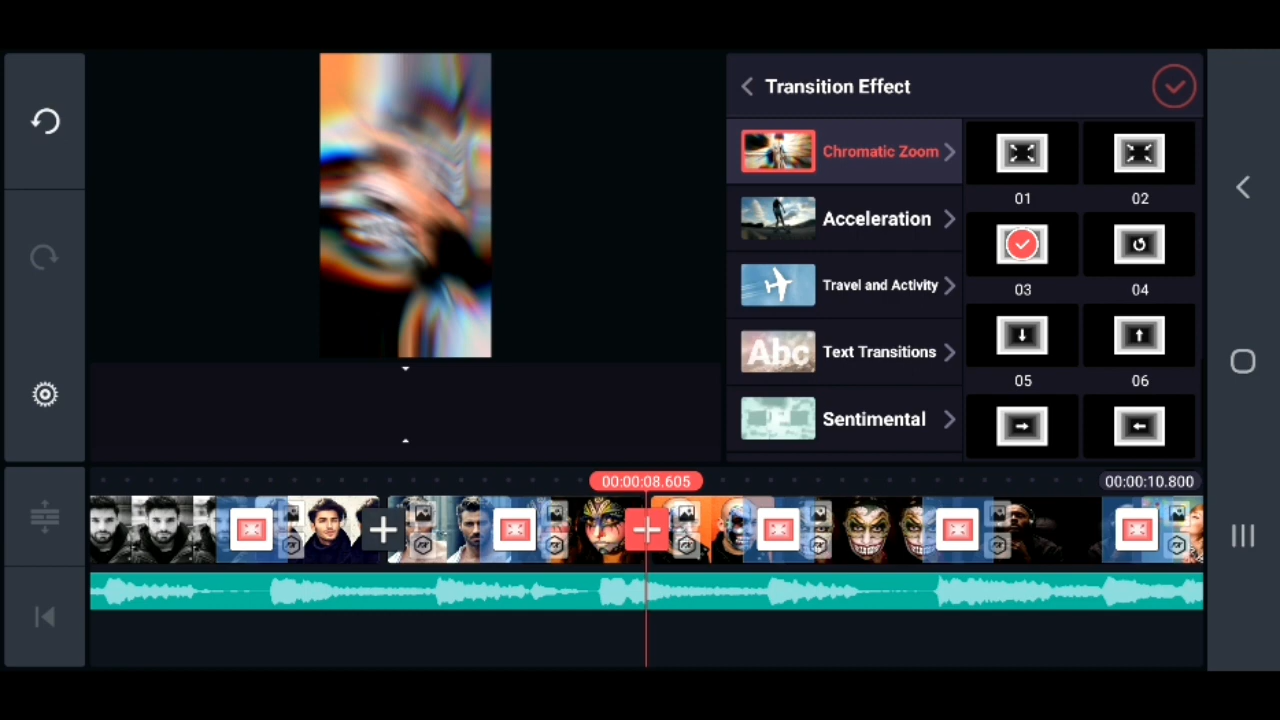 Transition Effect
Chromatic Zoom
Acceleration
Travel and Activity
Abc
Text Transitions
Sentimental
01
02
03
04
05
06
00:00:08.605
00:00:10.800